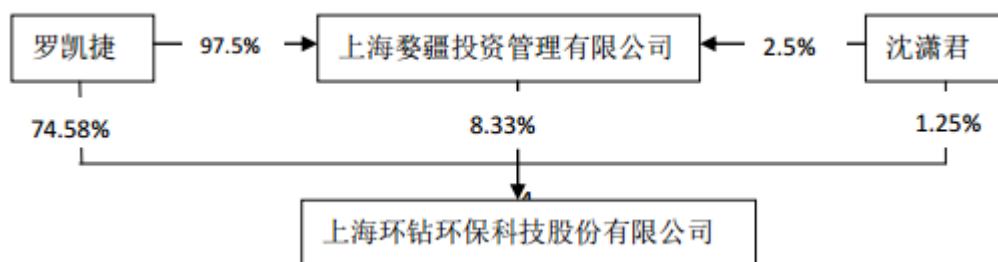 罗凯捷 97.5% 上海婺疆投资管理有限公司 2.5% 沈潇君
74.58% 8.33% 1.25%
上海环钻环保科技股份有限公司